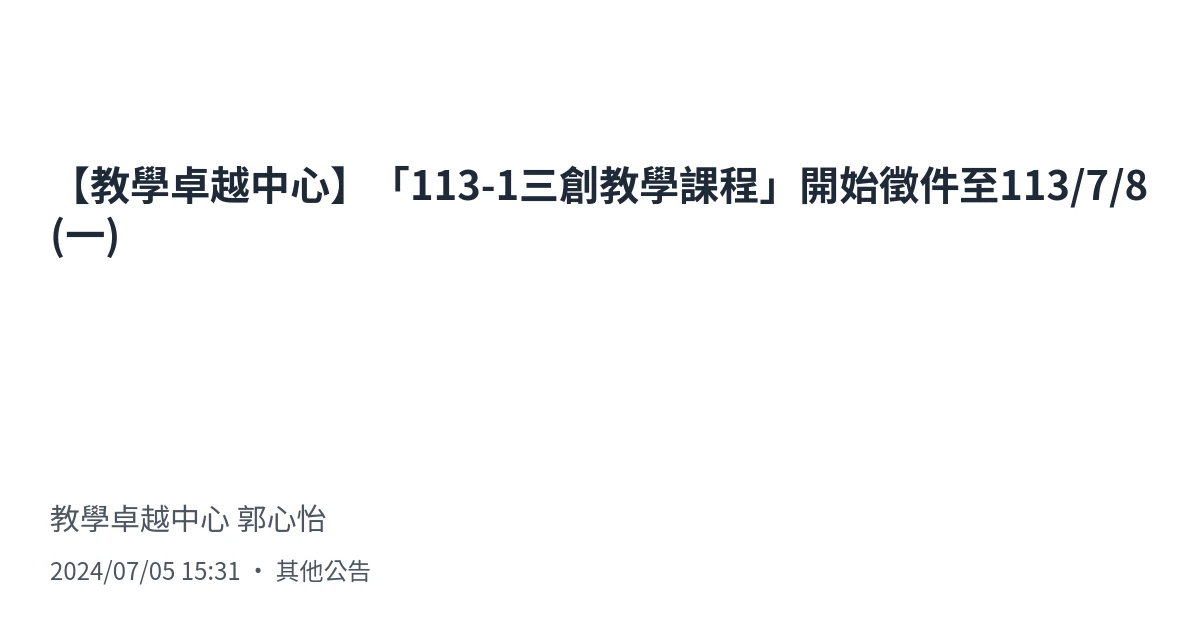 【教學卓越中心】「113-1三創教學課程」開始徵件至113/7/8
(一)
教學卓越中心 郭心怡
2024/07/05 15:31 • 其他公告